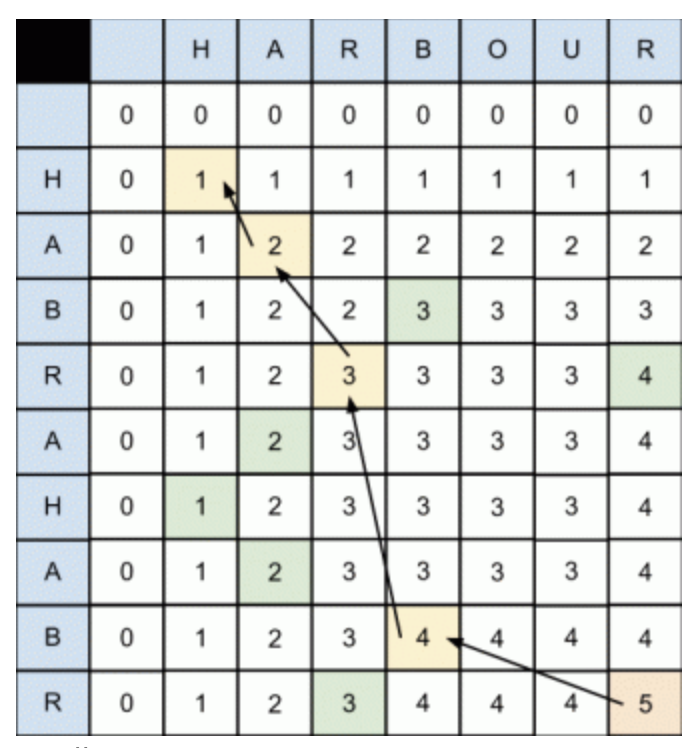 H A R B O U R
0 0 0 0 0 0 0 0
H 0 1 1 1 1 1 1 1
A 0 1 2 2 2 2 2 2
B 0 1 2 2 3 3 3 3
R 0 1 2 3 3 3 3 4
A 0 1 2 3 3 3 3 4
H 0 1 2 3 3 3 3 4
A 0 1 2 3 3 3 3 4
B 0 1 2 3 4 4 4 4
R 0 1 2 3 4 4 4 5